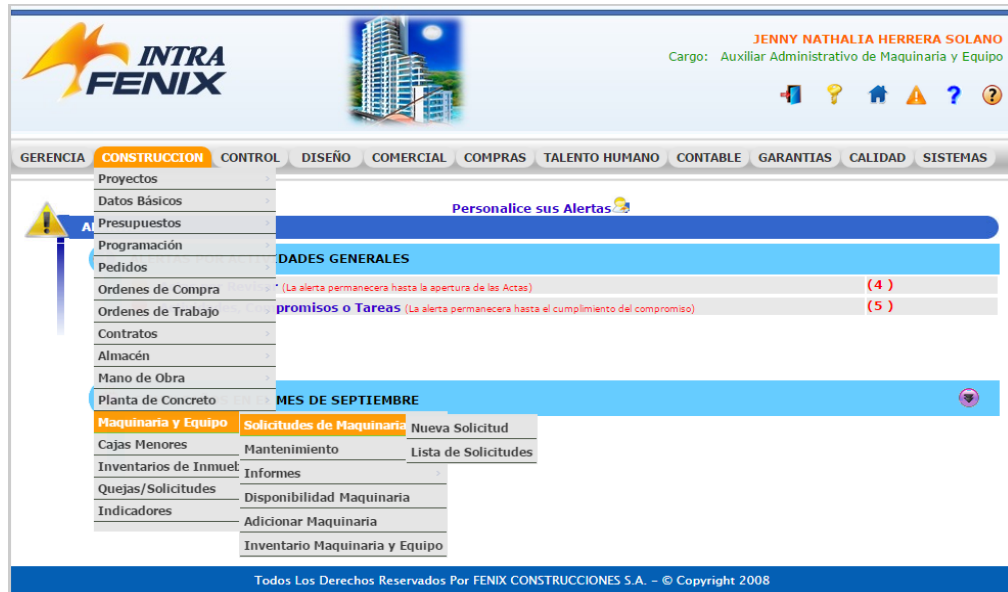 INTRA
FENIX
JENNY NATHALIA HERRERA SOLANO
Cargo: Auxiliar Administrativo de Maquinaria y Equipo
GERENCIA CONSTRUCCION CONTROL DISEÑO COMERCIAL COMPRAS TALENTO HUMANO CONTABLE GARANTIAS CALIDAD SISTEMAS
Proyectos
Datos Básicos
Personalice sus Alertas
Presupuestos
Programación
DADES GENERALES
Pedidos
Ordenes de Compra
(La alerta permanecera hasta la apertura de las Actas) (4 )
Ordenes de Trabajo
promisos o Tareas (La alerta permanecera hasta el cumplimiento del compromiso) (5 )
Contratos
Almacén
Mano de Obra
Planta de Concreto
MES DE SEPTIEMBRE
Maquinaria y Equipo Solicitudes de Maquinaria Nueva Solicitud
Cajas Menores Mantenimiento Lista de Solicitudes
Inventarios de Inmueb Informes
Quejas/Solicitudes Disponibilidad Maquinaria
Indicadores Adicionar Maquinaria
Inventario Maquinaria y Equipo
Todos Los Derechos Reservados Por FENIX CONSTRUCCIONES S.A. – © Copyright 2008